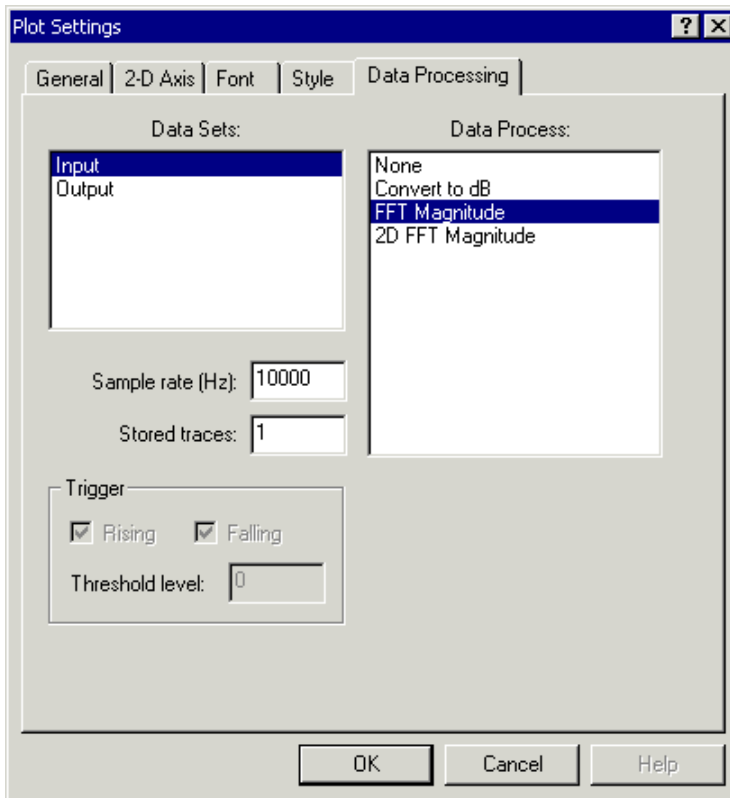 Plot Settings
General 2-D Axis Font Style Data Processing
Data Sets:
Input
Output
Data Process:
None
Convert to dB
FFT Magnitude
2D FFT Magnitude
Sample rate (Hz): 10000
Stored traces: 1
Trigger
Rising Falling
Threshold level: 0
OK Cancel Help